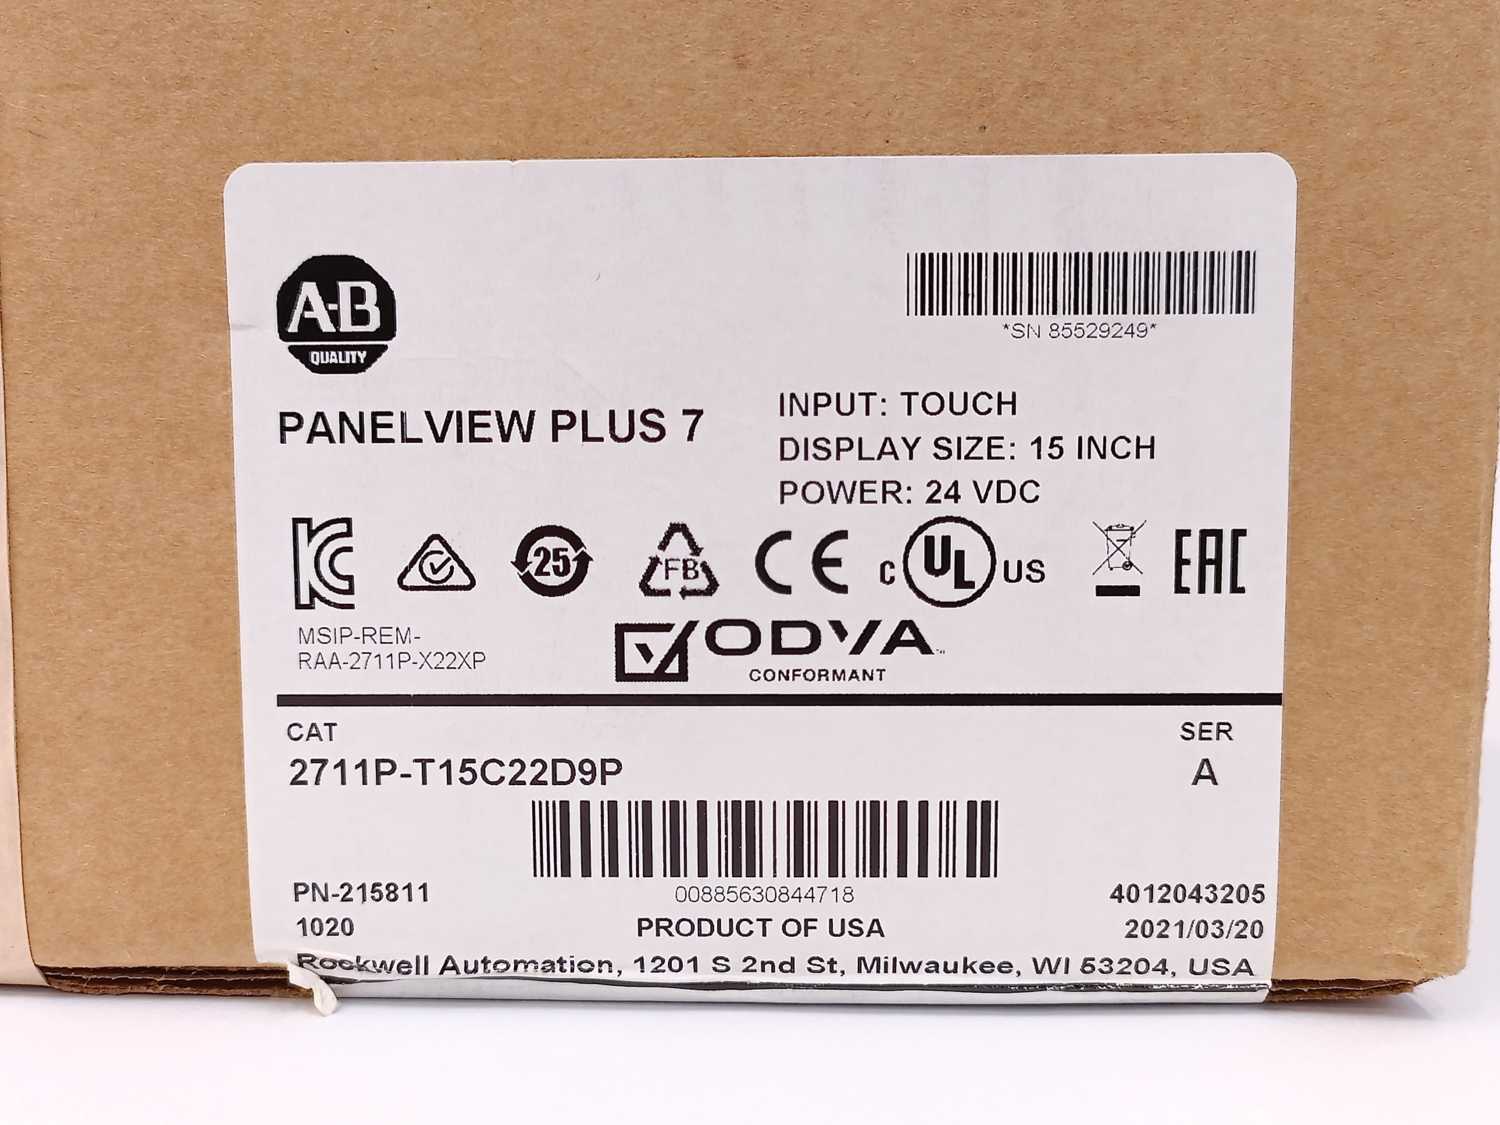 A-B
QUALITY
*SN 85529249*
PANELVIEW PLUS 7
INPUT: TOUCH
DISPLAY SIZE: 15 INCH
POWER: 24 VDC
25
FB
CE
C UL US
EAC
MSIP-REM-
RAA-2711P-X22XP
ODVA
CONFORMANT
CAT
2711P-T15C22D9P
SER
A
00885630844718
PN-215811
1020
PRODUCT OF USA
4012043205
2021/03/20
Rockwell Automation, 1201 S 2nd St, Milwaukee, WI 53204, USA